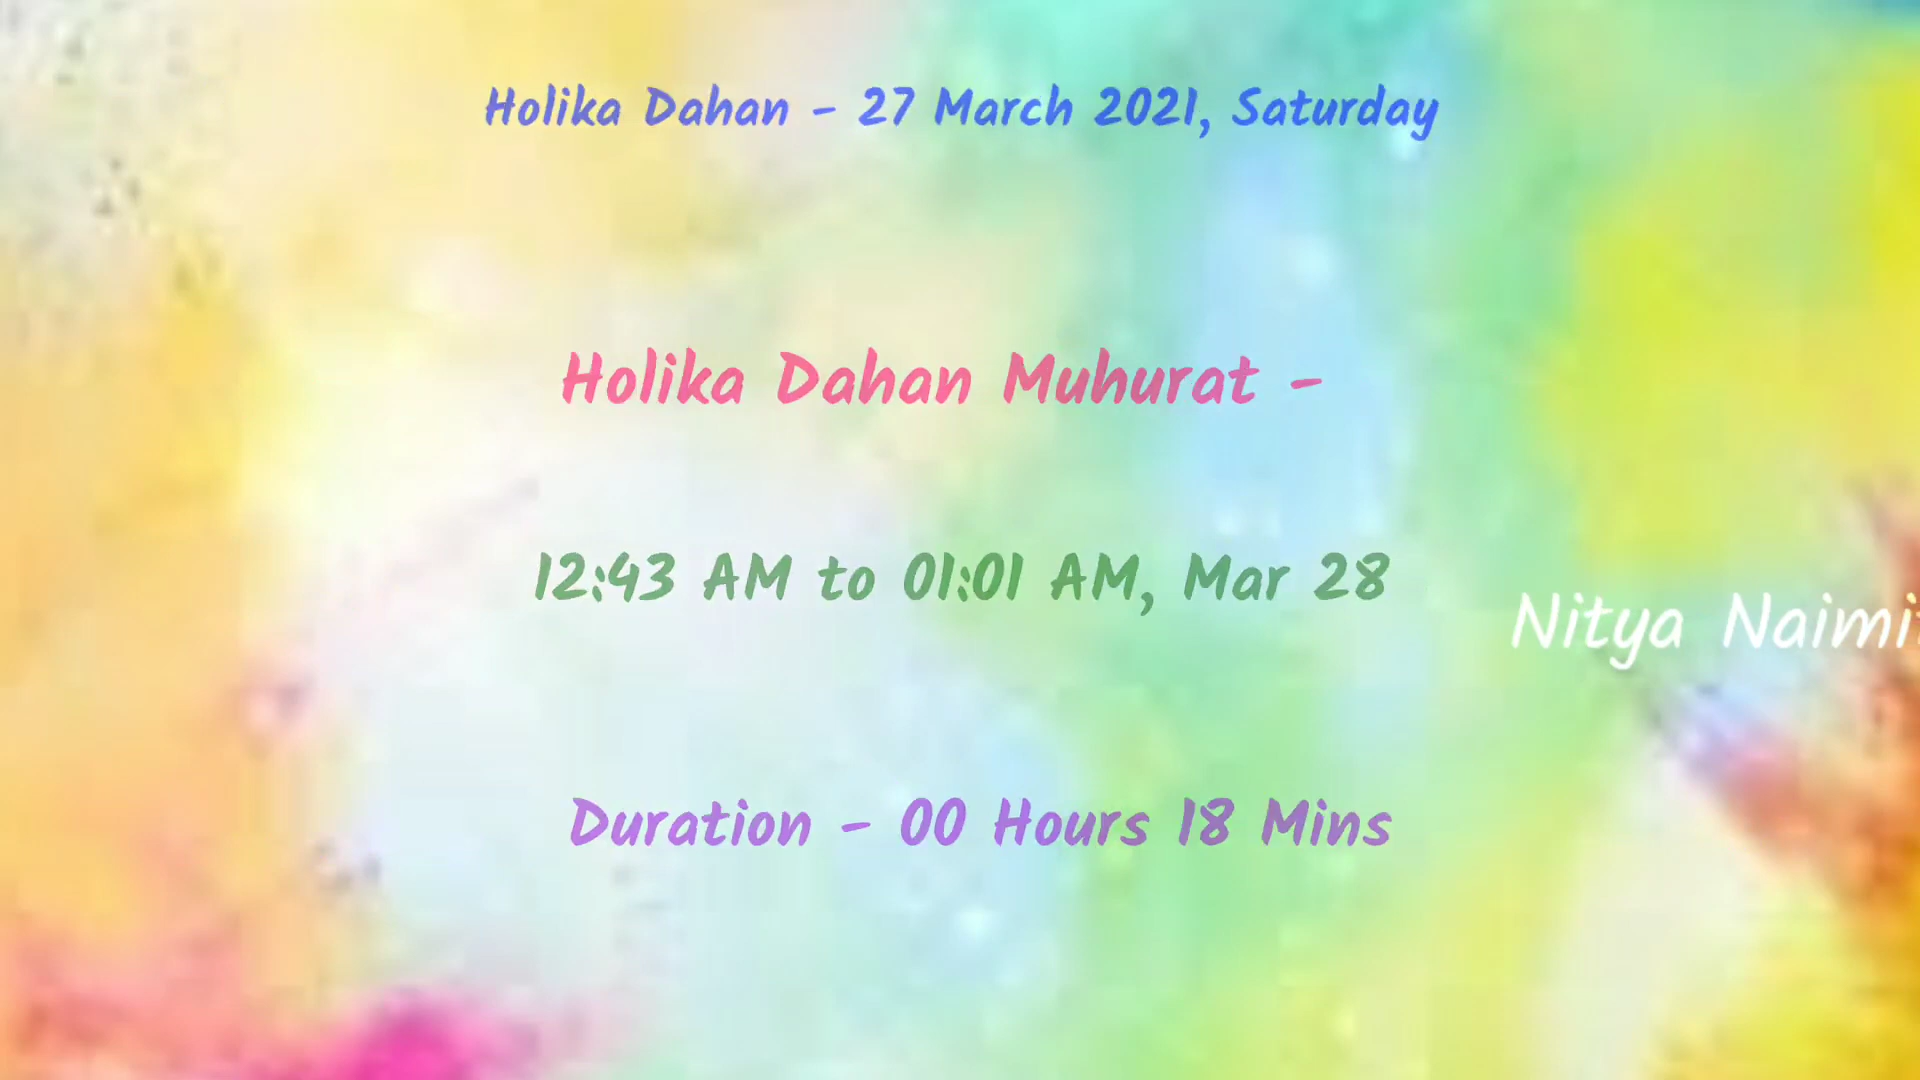 Holika Dahan - 27 March 2021, Saturday
Holika Dahan Muhurat -
12:43 AM to 01:01 AM, Mar 28
Nitya
Duration - 00 Hours 18 Mins